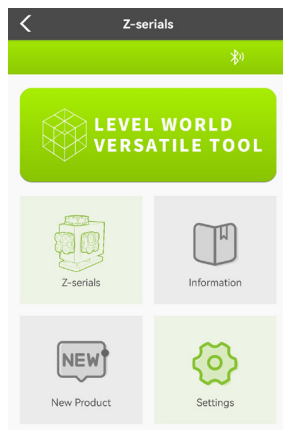 Z-serials
LEVEL WORLD
VERSATILE TOOL
Z-serials
Information
NEW
New Product
Settings